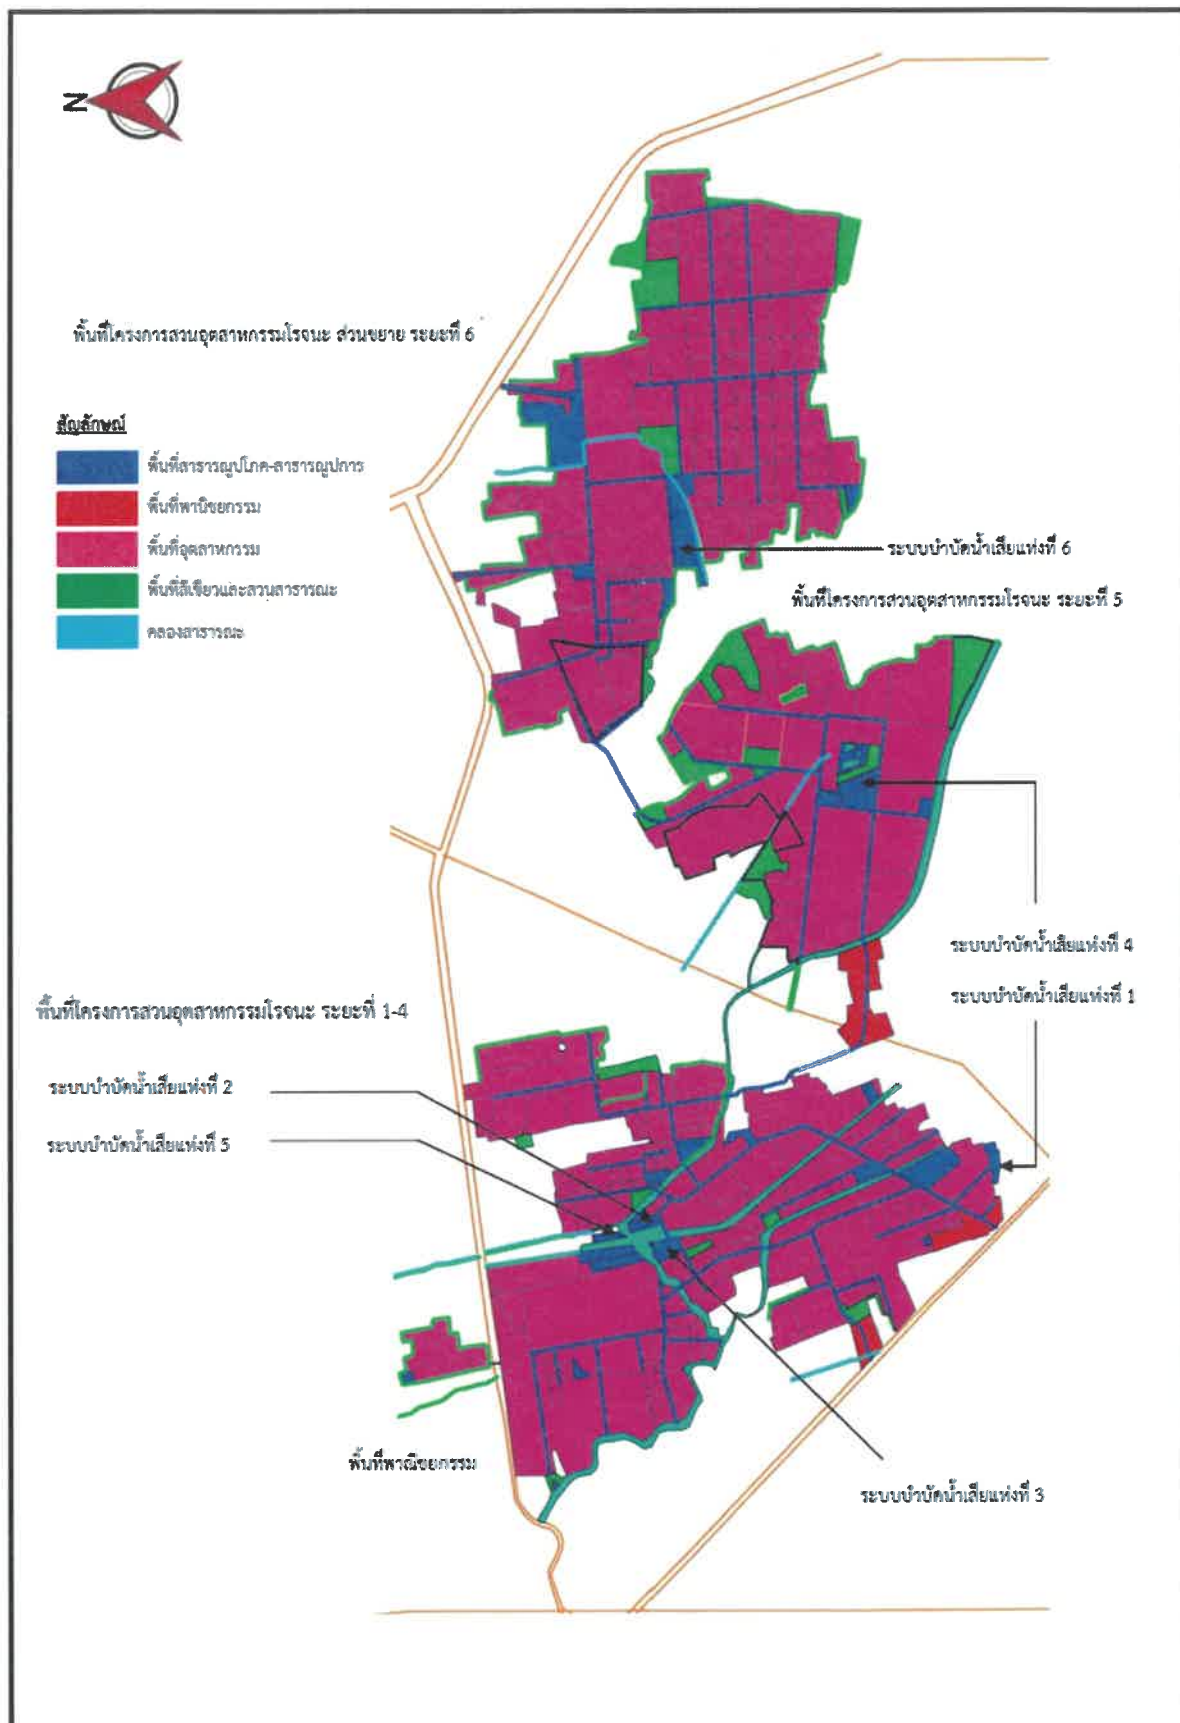 N
พื้นที่โครงการสวนอุตสาหกรรมโรจนะ ส่วนขยาย ระยะที่ 6
สัญลักษณ์
พื้นที่สาธารณูปโภค-สาธารณูปการ
พื้นที่พานิชยกรรม
พื้นที่อุตสาหกรรม
พื้นที่สีเขียวและสวนสาธารณะ
คลองสาธารณะ
ระบบบำบัดน้ำเสียแห่งที่ 6
พื้นที่โครงการสวนอุตสาหกรรมโรจนะ ระยะที่ 5
ระบบบำบัดน้ำเสียแห่งที่ 4
ระบบบำบัดน้ำเสียแห่งที่ 1
พื้นที่โครงการสวนอุตสาหกรรมโรจนะ ระยะที่ 1-4
ระบบบำบัดน้ำเสียแห่งที่ 2
ระบบบำบัดน้ำเสียแห่งที่ 5
พื้นที่พาณิชยกรรม
ระบบบำบัดน้ำเสียแห่งที่ 3